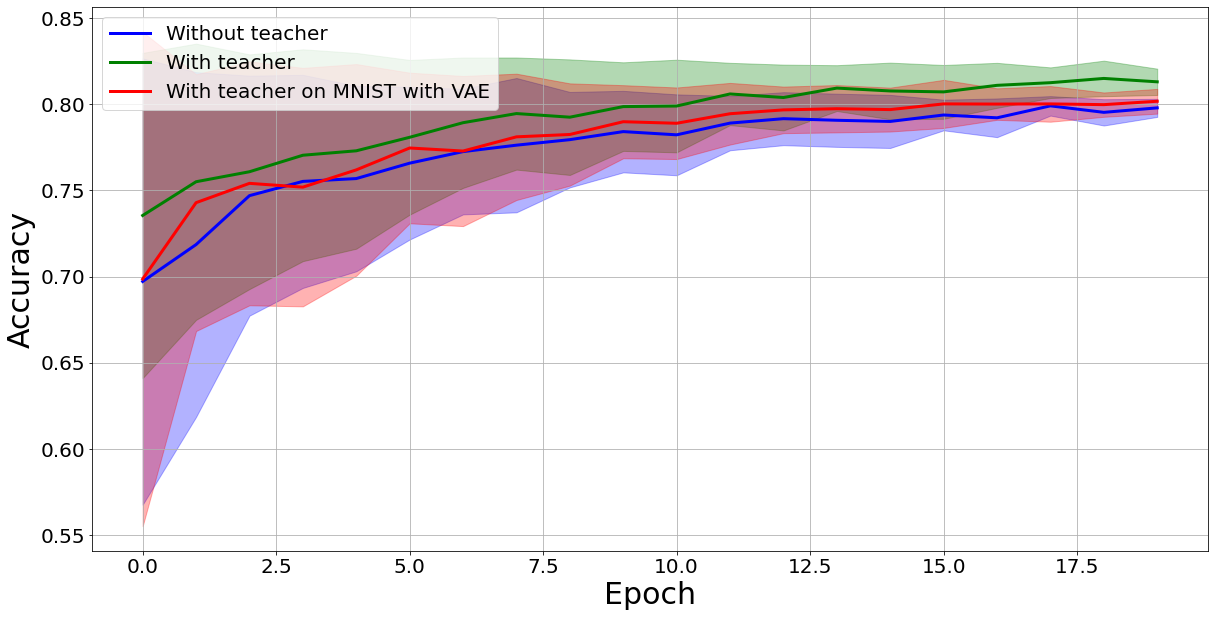 Without teacher
With teacher
With teacher on MNIST with VAE
0.85
0.80
0.75
0.70
0.65
0.60
0.55
Accuracy
0.0 2.5 5.0 7.5 10.0 12.5 15.0 17.5
Epoch